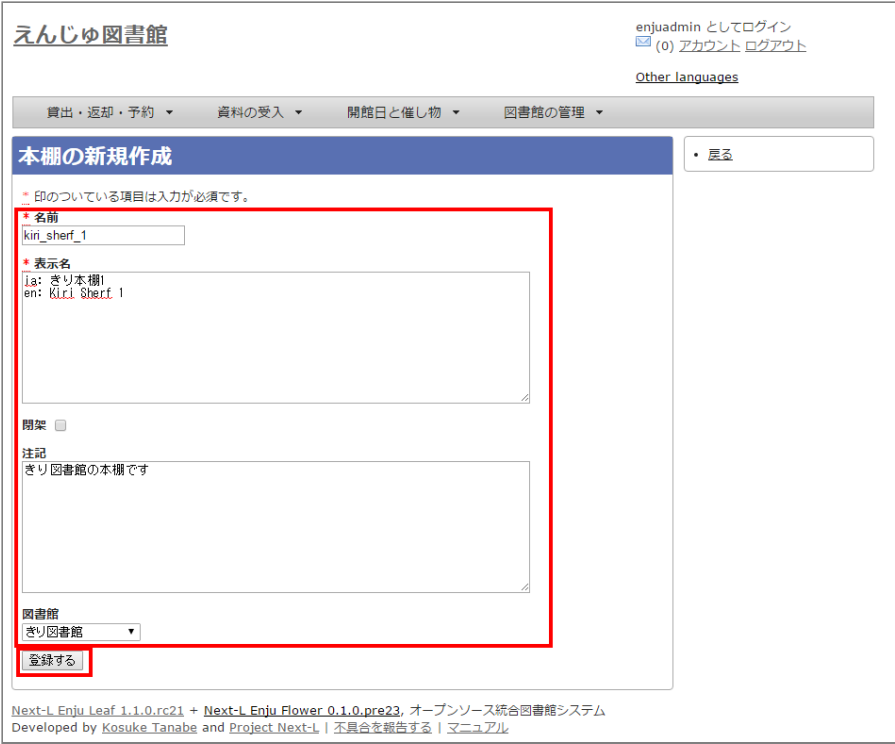 えんじゅ図書館
enjuadmin としてログイン
(0) アカウント ログアウト
Other languages
貸出・返却・予約 ▼ 資料の受入 ▼ 開館日と催し物 ▼ 図書館の管理 ▼
本棚の新規作成
• 戻る
* 印のついている項目は入力が必須です。
* 名前
kiri_sherf_1
* 表示名
ja: きり本棚1
en: Kiri Sherf 1
閉架
注記
きり図書館の本棚です
図書館
きり図書館 ▼
登録する
Next-L Enju Leaf 1.1.0.rc21 + Next-L Enju Flower 0.1.0.pre23, オープンソース統合図書館システム
Developed by Kosuke Tanabe and Project Next-L | 不具合を報告する | マニュアル